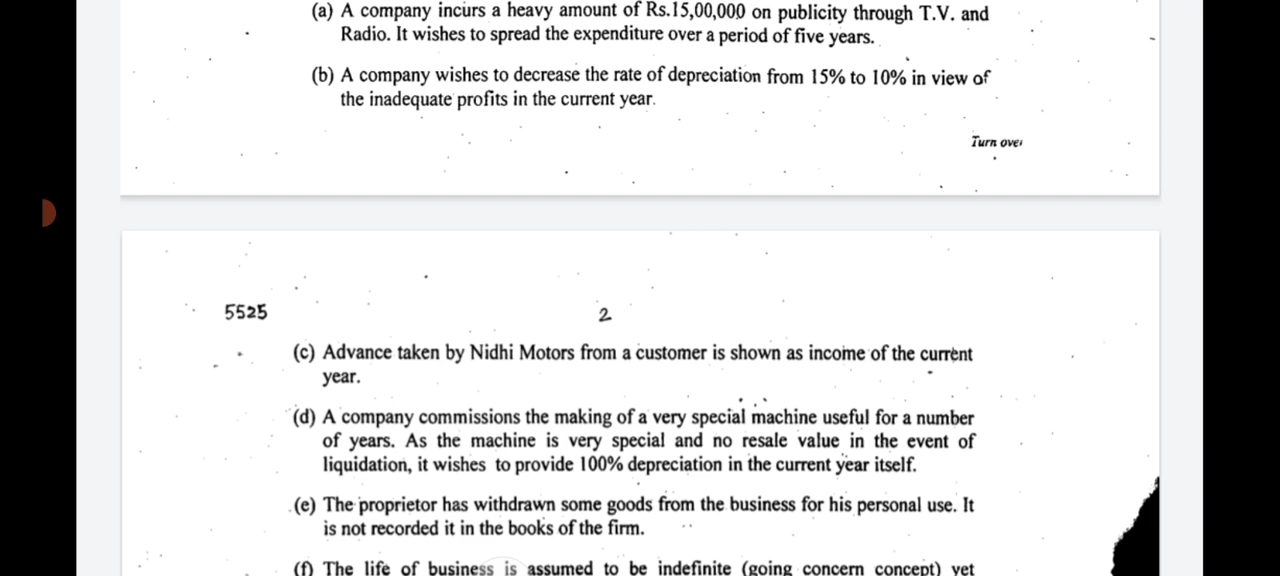 (a) A company incurs a heavy amount of Rs.15,00,000 on publicity through T.V. and
Radio. It wishes to spread the expenditure over a period of five years.
(b) A company wishes to decrease the rate of depreciation from 15% to 10% in view of
the inadequate profits in the current year.
Turn over
5525
2
(c) Advance taken by Nidhi Motors from a customer is shown as income of the current
year.
(d) A company commissions the making of a very special machine useful for a number
of years. As the machine is very special and no resale value in the event of
liquidation, it wishes to provide 100% depreciation in the current year itself.
(e) The proprietor has withdrawn some goods from the business for his personal use. It
is not recorded it in the books of the firm.
(f) The life of business is assumed to be indefinite (going concern concept) yet